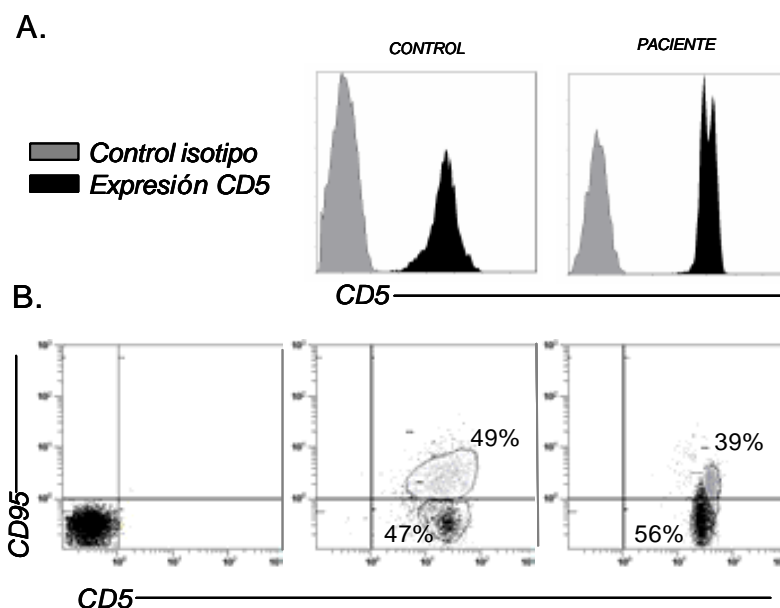 A.
CONTROL
PACIENTE
Control isotipo
Expresión CD5
CD5
B.
49%
39%
CD95
47%
56%
CD5